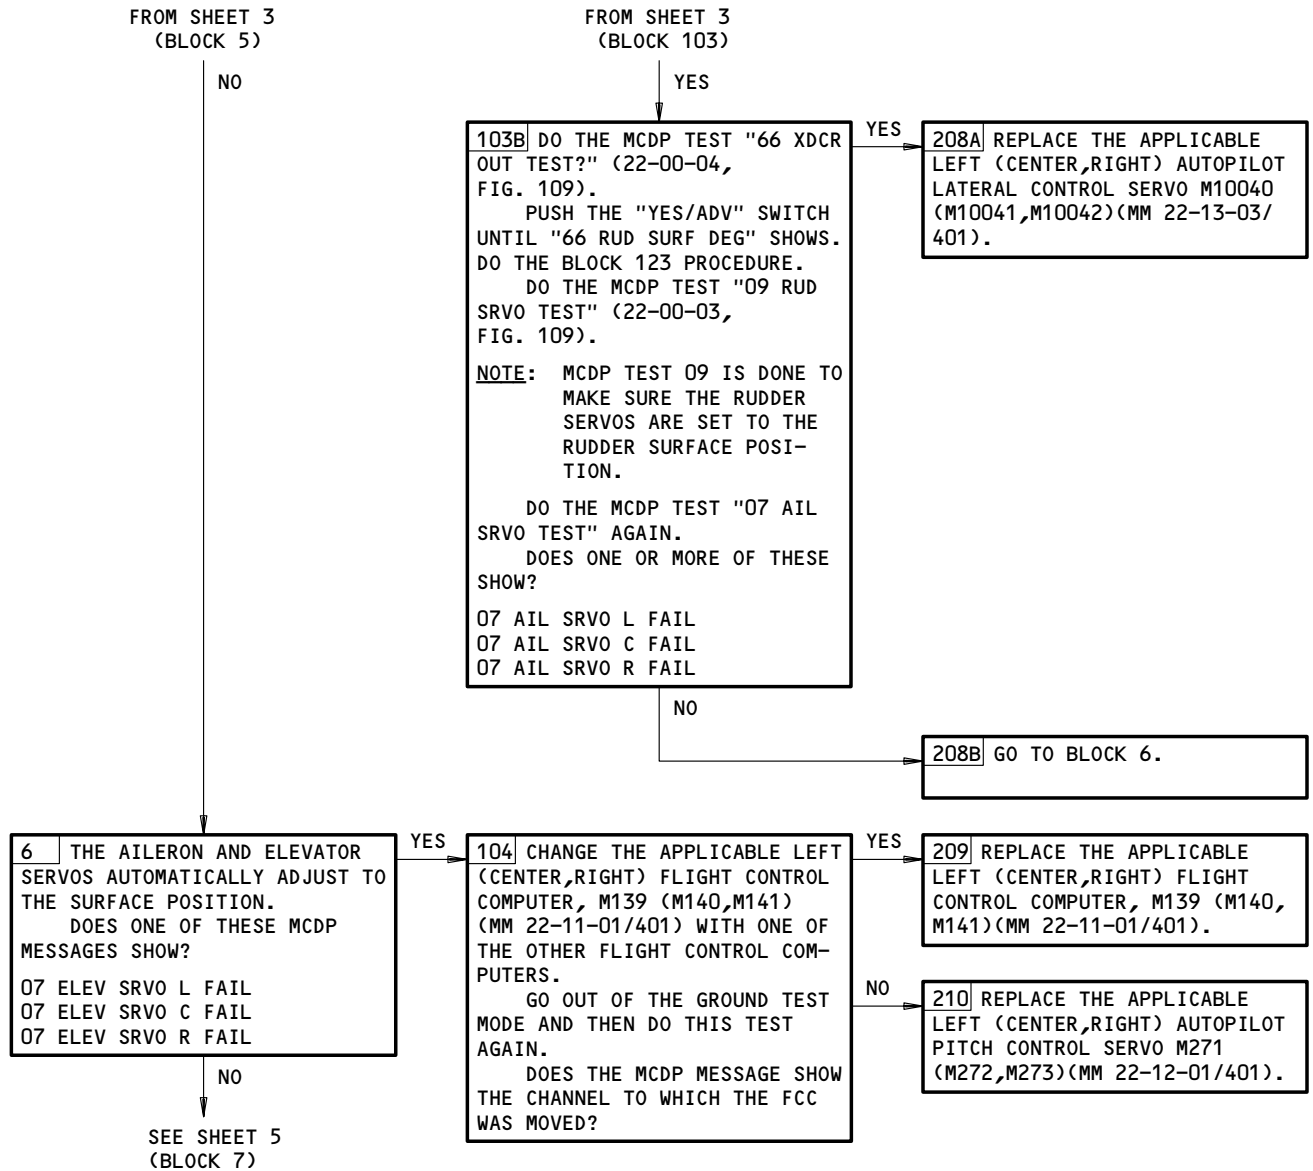 FROM SHEET 3
(BLOCK 5)
NO
FROM SHEET 3
(BLOCK 103)
YES
103B DO THE MCDP TEST "66 XDCR
OUT TEST?" (22-00-04,
FIG. 109).
PUSH THE "YES/ADV" SWITCH
UNTIL "66 RUD SURF DEG" SHOWS.
DO THE BLOCK 123 PROCEDURE.
DO THE MCDP TEST "09 RUD
SRVO TEST" (22-00-03,
FIG. 109).
NOTE: MCDP TEST 09 IS DONE TO
MAKE SURE THE RUDDER
SERVOS ARE SET TO THE
RUDDER SURFACE POSI-
TION.
DO THE MCDP TEST "07 AIL
SRVO TEST" AGAIN.
DOES ONE OR MORE OF THESE
SHOW?
07 AIL SRVO L FAIL
07 AIL SRVO C FAIL
07 AIL SRVO R FAIL
YES
208A REPLACE THE APPLICABLE
LEFT (CENTER,RIGHT) AUTOPILOT
LATERAL CONTROL SERVO M10040
(M10041,M10042)(MM 22-13-03/
401).
NO
208B GO TO BLOCK 6.
6 THE AILERON AND ELEVATOR
SERVOS AUTOMATICALLY ADJUST TO
THE SURFACE POSITION.
DOES ONE OF THESE MCDP
MESSAGES SHOW?
07 ELEV SRVO L FAIL
07 ELEV SRVO C FAIL
07 ELEV SRVO R FAIL
YES
104 CHANGE THE APPLICABLE LEFT
(CENTER,RIGHT) FLIGHT CONTROL
COMPUTER, M139 (M140,M141)
(MM 22-11-01/401) WITH ONE OF
THE OTHER FLIGHT CONTROL COM-
PUTERS.
GO OUT OF THE GROUND TEST
MODE AND THEN DO THIS TEST
AGAIN.
DOES THE MCDP MESSAGE SHOW
THE CHANNEL TO WHICH THE FCC
WAS MOVED?
YES
209 REPLACE THE APPLICABLE
LEFT (CENTER,RIGHT) FLIGHT
CONTROL COMPUTER, M139 (M140,
M141)(MM 22-11-01/401).
NO
210 REPLACE THE APPLICABLE
LEFT (CENTER,RIGHT) AUTOPILOT
PITCH CONTROL SERVO M271
(M272,M273)(MM 22-12-01/401).
NO
SEE SHEET 5
(BLOCK 7)